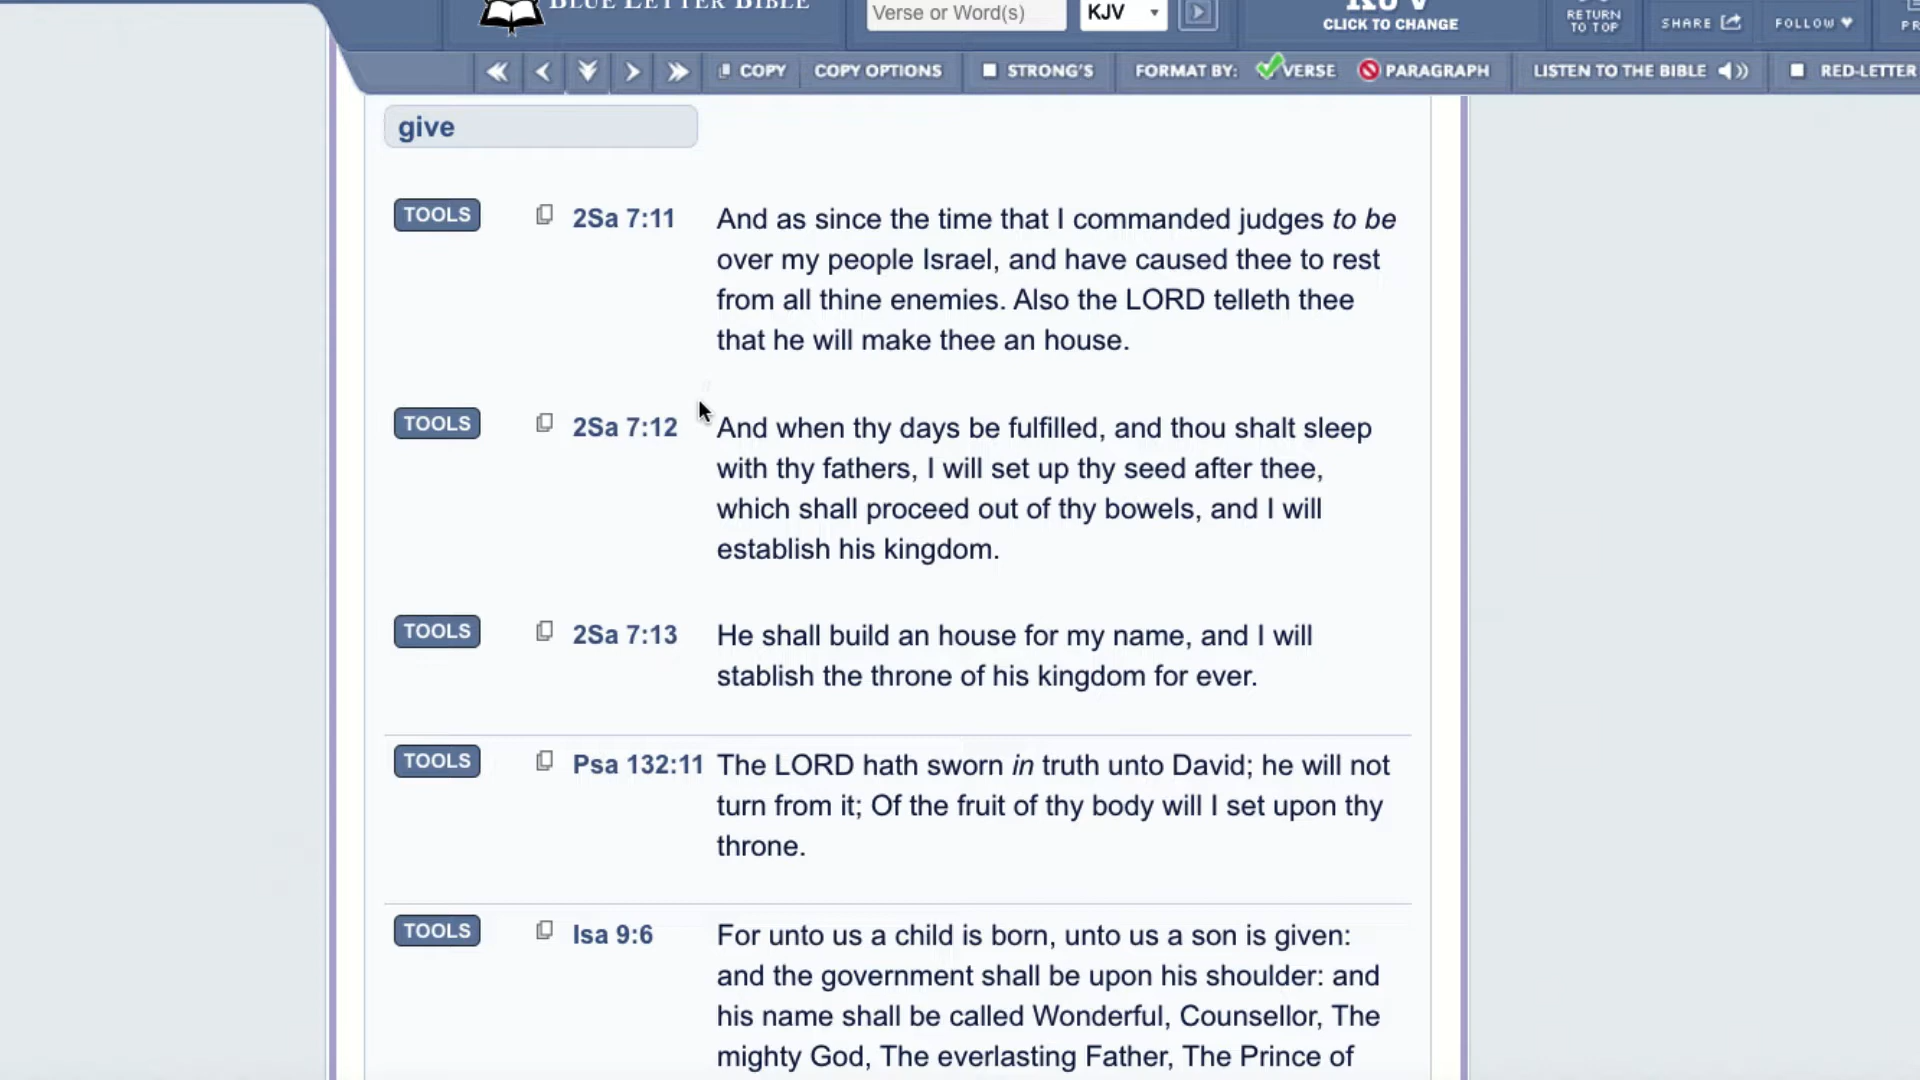 BLUE LETTER BIBLE
Verse or Word(s)
KJV
KJV
CLICK TO CHANGE
RETURN
TO TOP
SHARE
FOLLOW
COPY
COPY OPTIONS
STRONG'S
FORMAT BY:
VERSE
PARAGRAPH
LISTEN TO THE BIBLE
RED-LETTER
give
TOOLS
2Sa 7:11
And as since the time that I commanded judges to be
over my people Israel, and have caused thee to rest
from all thine enemies. Also the LORD telleth thee
that he will make thee an house.
TOOLS
2Sa 7:12
And when thy days be fulfilled, and thou shalt sleep
with thy fathers, I will set up thy seed after thee,
which shall proceed out of thy bowels, and I will
establish his kingdom.
TOOLS
2Sa 7:13
He shall build an house for my name, and I will
stablish the throne of his kingdom for ever.
TOOLS
Psa 132:11
The LORD hath sworn in truth unto David; he will not
turn from it; Of the fruit of thy body will I set upon thy
throne.
TOOLS
Isa 9:6
For unto us a child is born, unto us a son is given:
and the government shall be upon his shoulder: and
his name shall be called Wonderful, Counsellor, The
mighty God, The everlasting Father, The Prince of